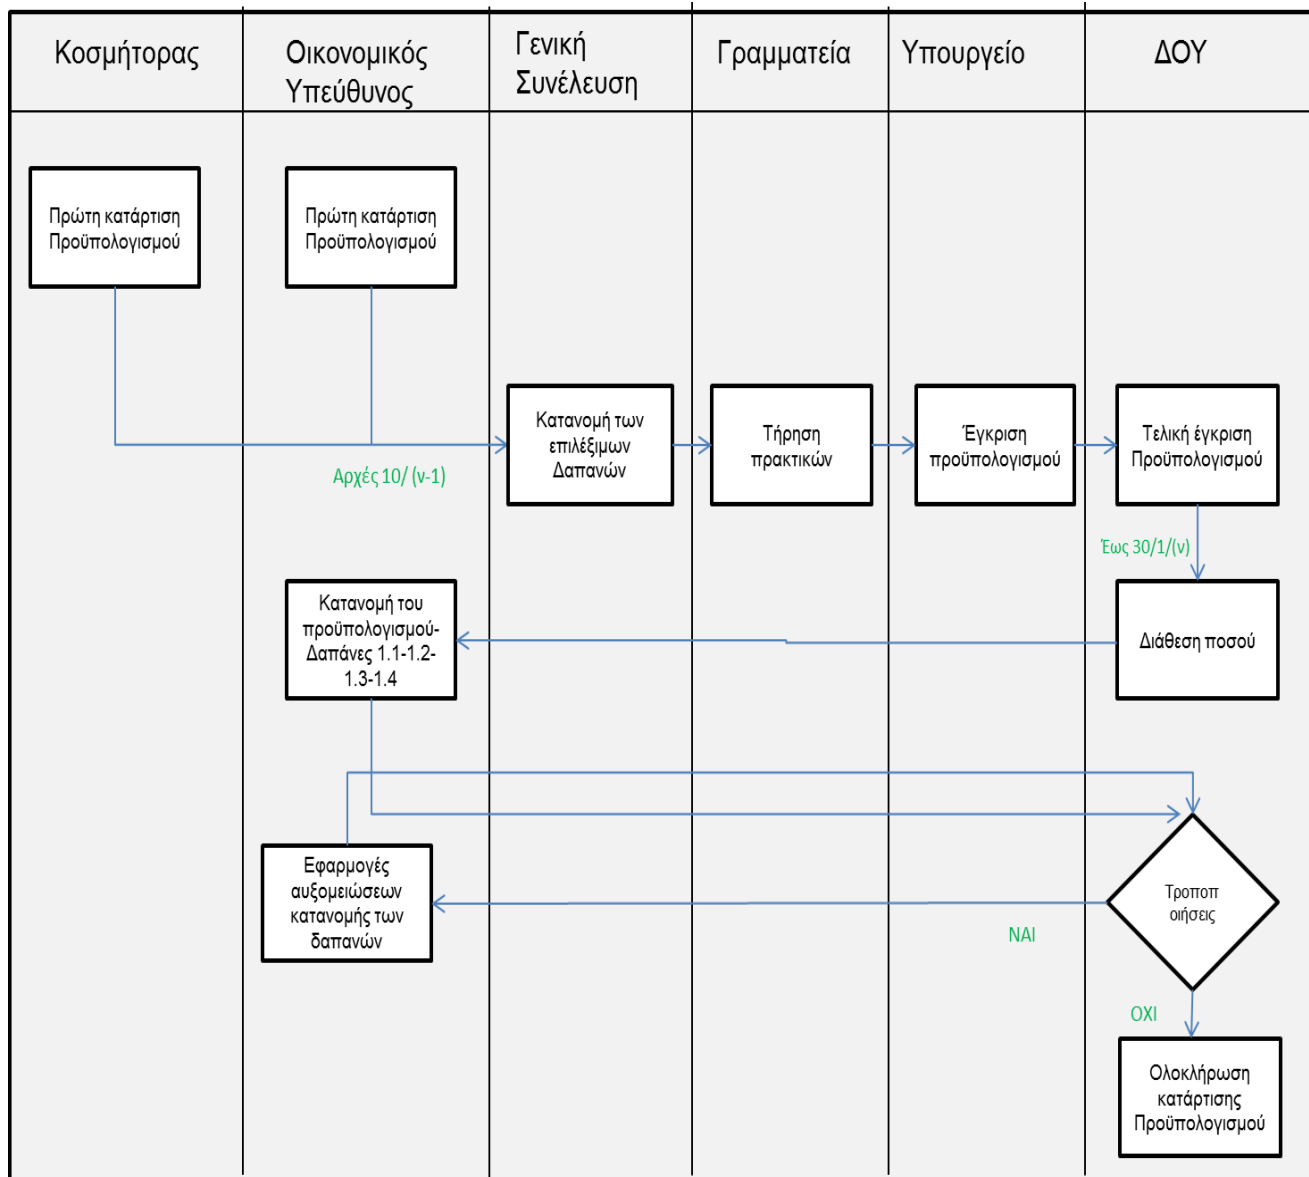 Κοσμήτορας
Οικονομικός
Υπεύθυνος
Γενική
Συνέλευση
Γραμματεία
Υπουργείο
ΔΟΥ
Πρώτη κατάρτιση
Προϋπολογισμού
Πρώτη κατάρτιση
Προϋπολογισμού
Αρχές 10/ (ν-1)
Κατανομή των
επιλέξιμων
Δαπανών
Τήρηση
πρακτικών
Έγκριση
προϋπολογισμού
Τελική έγκριση
Προϋπολογισμού
Έως 30/1/(ν)
Κατανομή του
προϋπολογισμού-
Δαπάνες 1.1-1.2-
1.3-1.4
Διάθεση ποσού
Εφαρμογές
αυξομειώσεων
κατανομής των
δαπανών
Τροποπ
οιήσεις
ΝΑΙ
ΟΧΙ
Ολοκλήρωση
κατάρτισης
Προϋπολογισμού